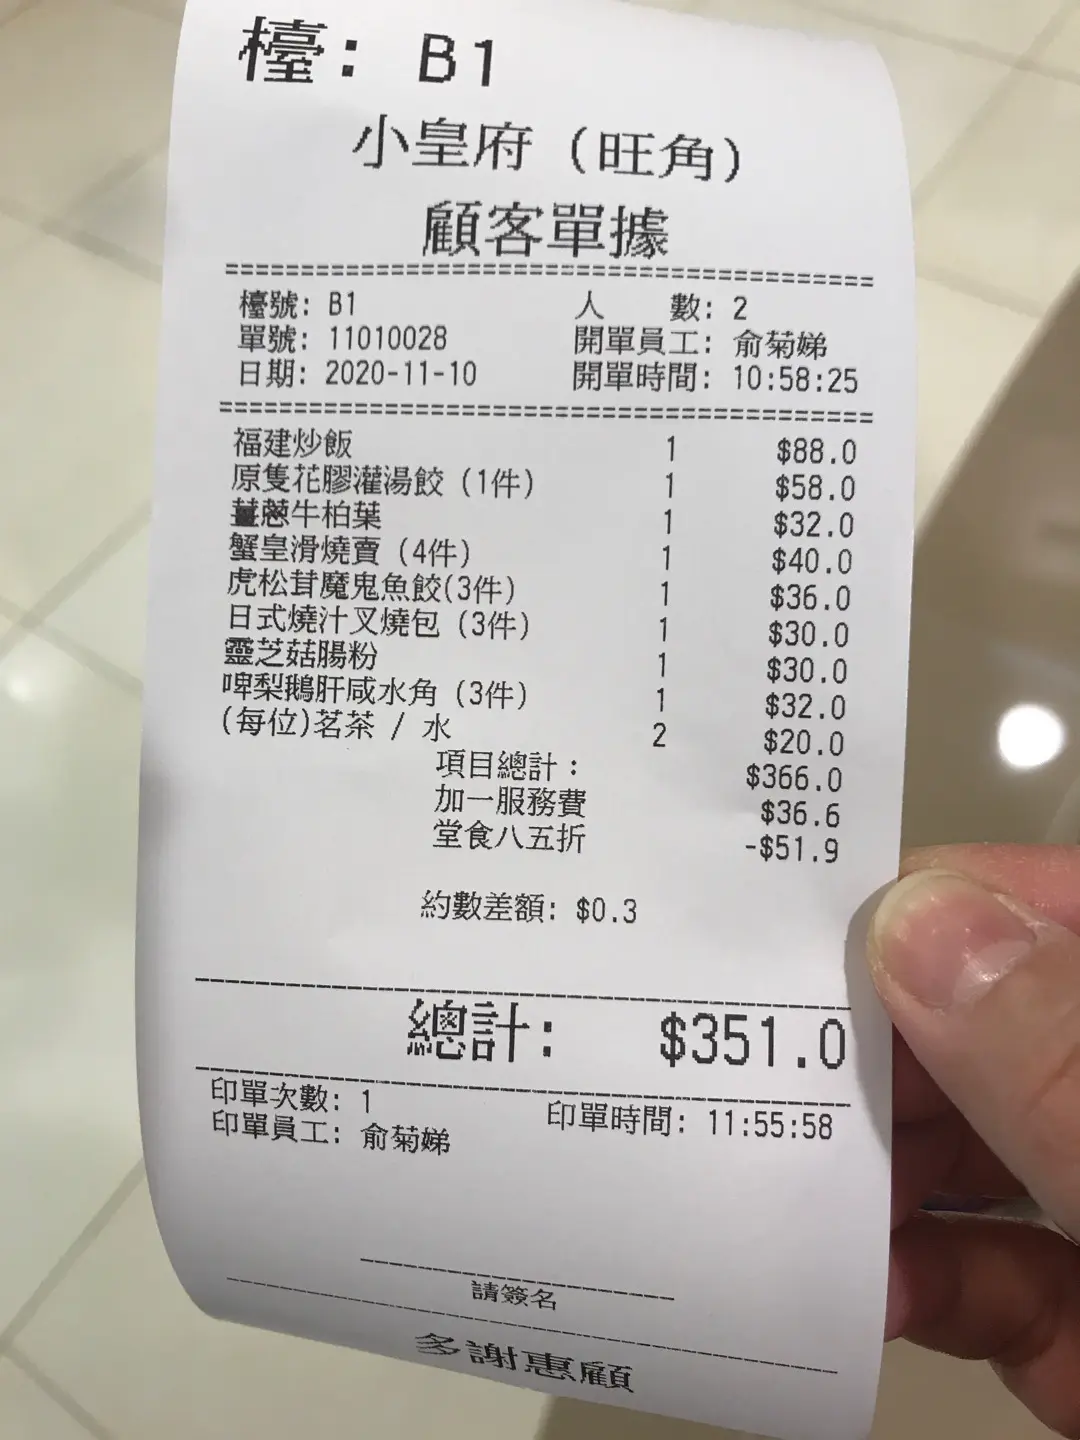 檯: B1
小皇府（旺角）
顧客單據
檯號: B1 人 數: 2
單號: 11010028 開單員工: 俞菊娣
日期: 2020-11-10 開單時間: 10:58:25
福建炒飯 1 $88.0
原隻花膠灌湯餃（1件） 1 $58.0
薑蔥牛柏葉 1 $32.0
蟹皇滑燒賣（4件） 1 $40.0
虎松茸魔鬼魚餃(3件) 1 $36.0
日式燒汁叉燒包（3件） 1 $30.0
靈芝菇腸粉 1 $30.0
啤梨鵝肝咸水角（3件） 1 $32.0
(每位)茗茶 / 水 2 $20.0
項目總計： $366.0
加一服務費 $36.6
堂食八五折 -$51.9
約數差額: $0.3
總計: $351.0
印單次數: 1 印單時間: 11:55:58
印單員工: 俞菊娣
請簽名
多謝惠顧